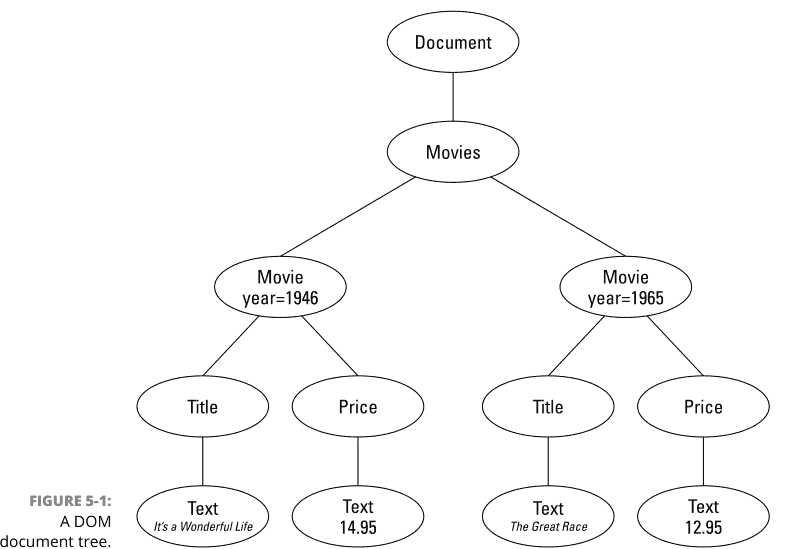 Document
Movies
Movie
year=1946
Movie
year=1965
Title
Price
Title
Price
Text
It's a Wonderful Life
Text
14.95
Text
The Great Race
Text
12.95
FIGURE 5-1:
A DOM
document tree.